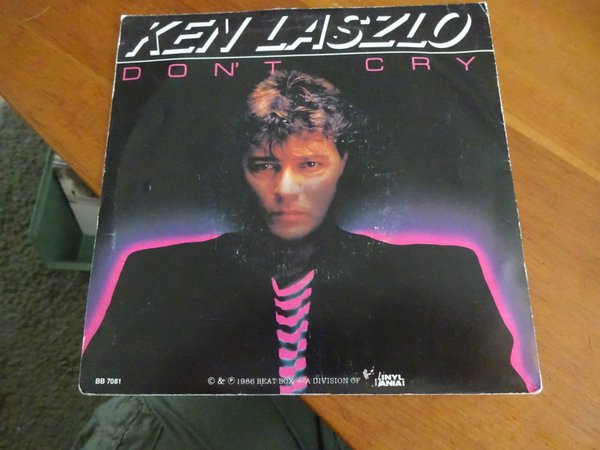 KEN LASZLO
DON'T CRY
BB 7081
© & ℗ 1986 BEAT BOX - A DIVISION OF
VINYL
MANIA!